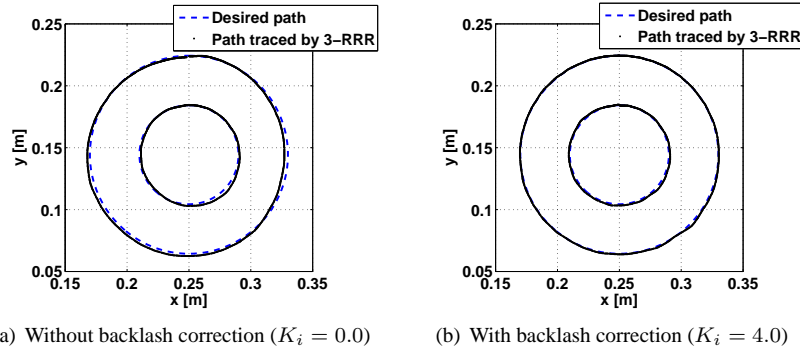 Desired path
Path traced by 3−RRR
0.25
0.2
0.15
0.1
0.05
y [m]
0.15 0.2 0.25 0.3 0.35
x [m]
a) Without backlash correction (K_i = 0.0)
Desired path
Path traced by 3−RRR
0.25
0.2
0.15
0.1
0.05
y [m]
0.15 0.2 0.25 0.3 0.35
x [m]
(b) With backlash correction (K_i = 4.0)